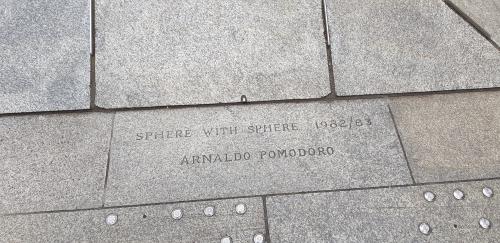 SPHERE WITH SPHERE 1982/83
ARNALDO POMODORO